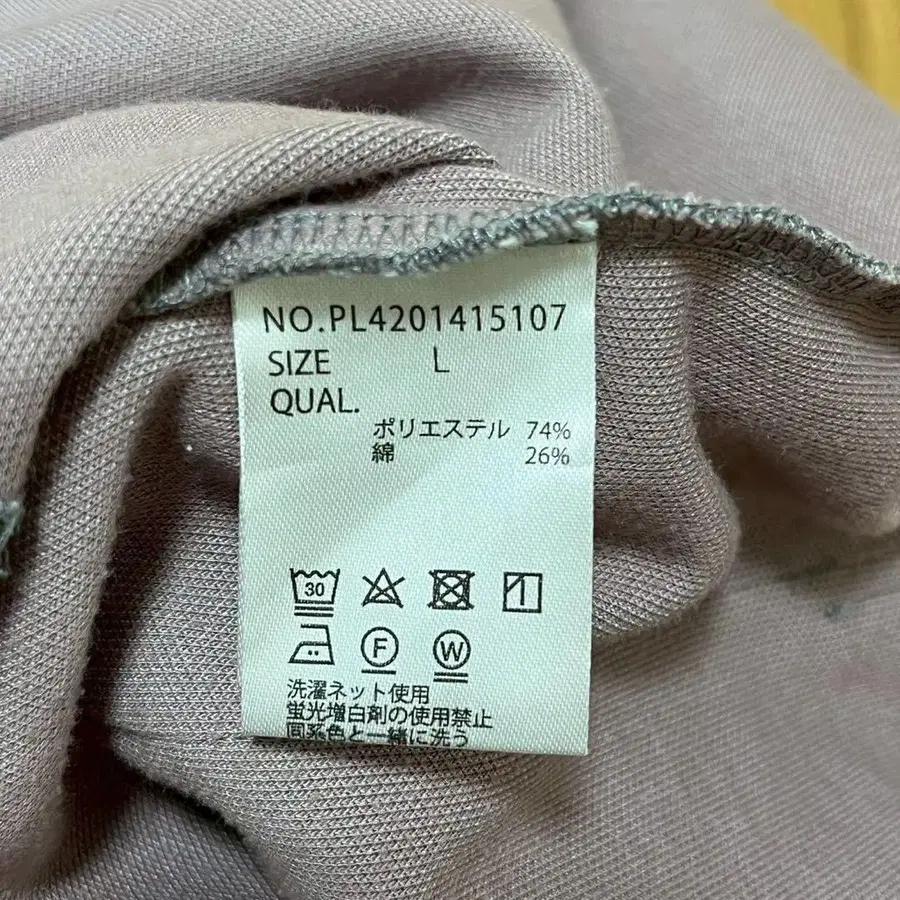 NO.PL4201415107
SIZE L
QUAL.
ポリエステル 74%
綿 26%
30
F W
洗濯ネット使用
蛍光増白剤の使用禁止
同系色と一緒に洗う